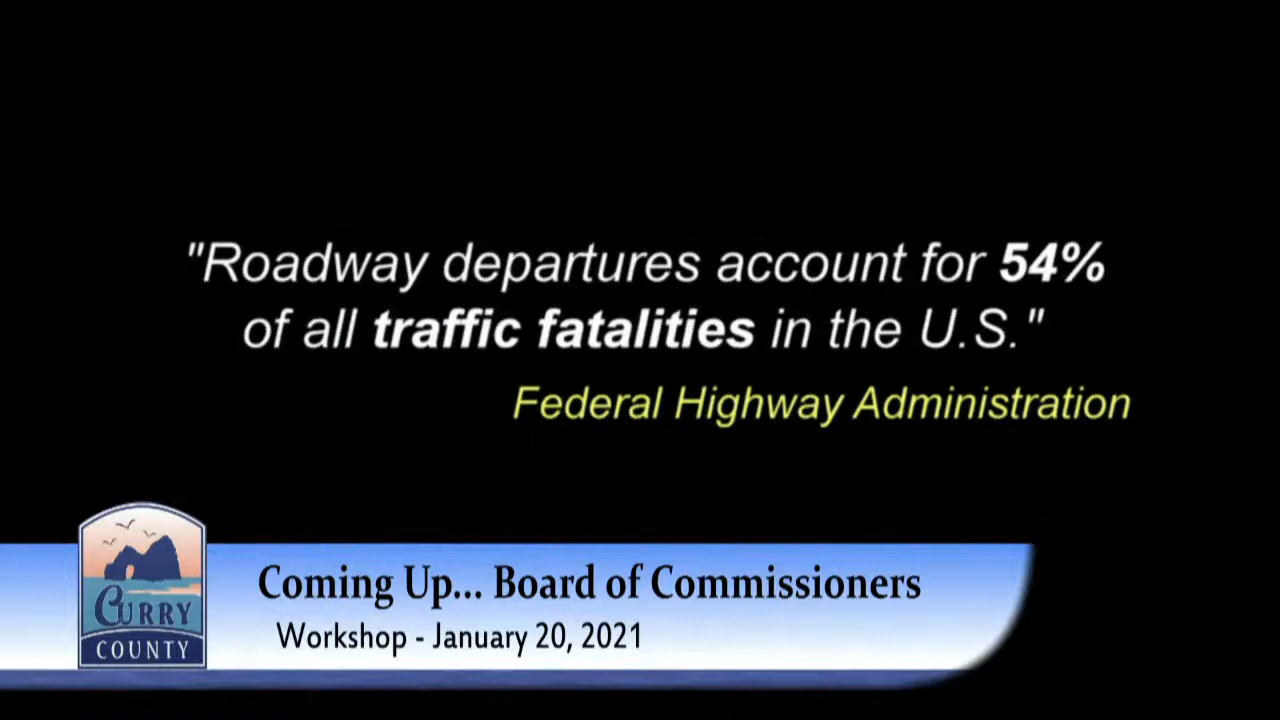 "Roadway departures account for 54%
of all traffic fatalities in the U.S."
Federal Highway Administration
Coming Up... Board of Commissioners
Workshop - January 20, 2021
CURRY
COUNTY